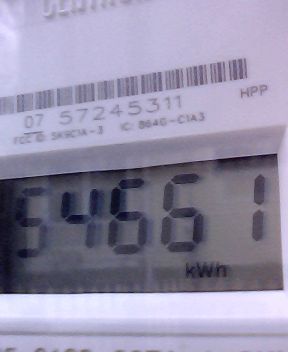 07 57245311
HPP
FCC ID SK9C1A-3 IC: 864G-C1A3
54661
kWh